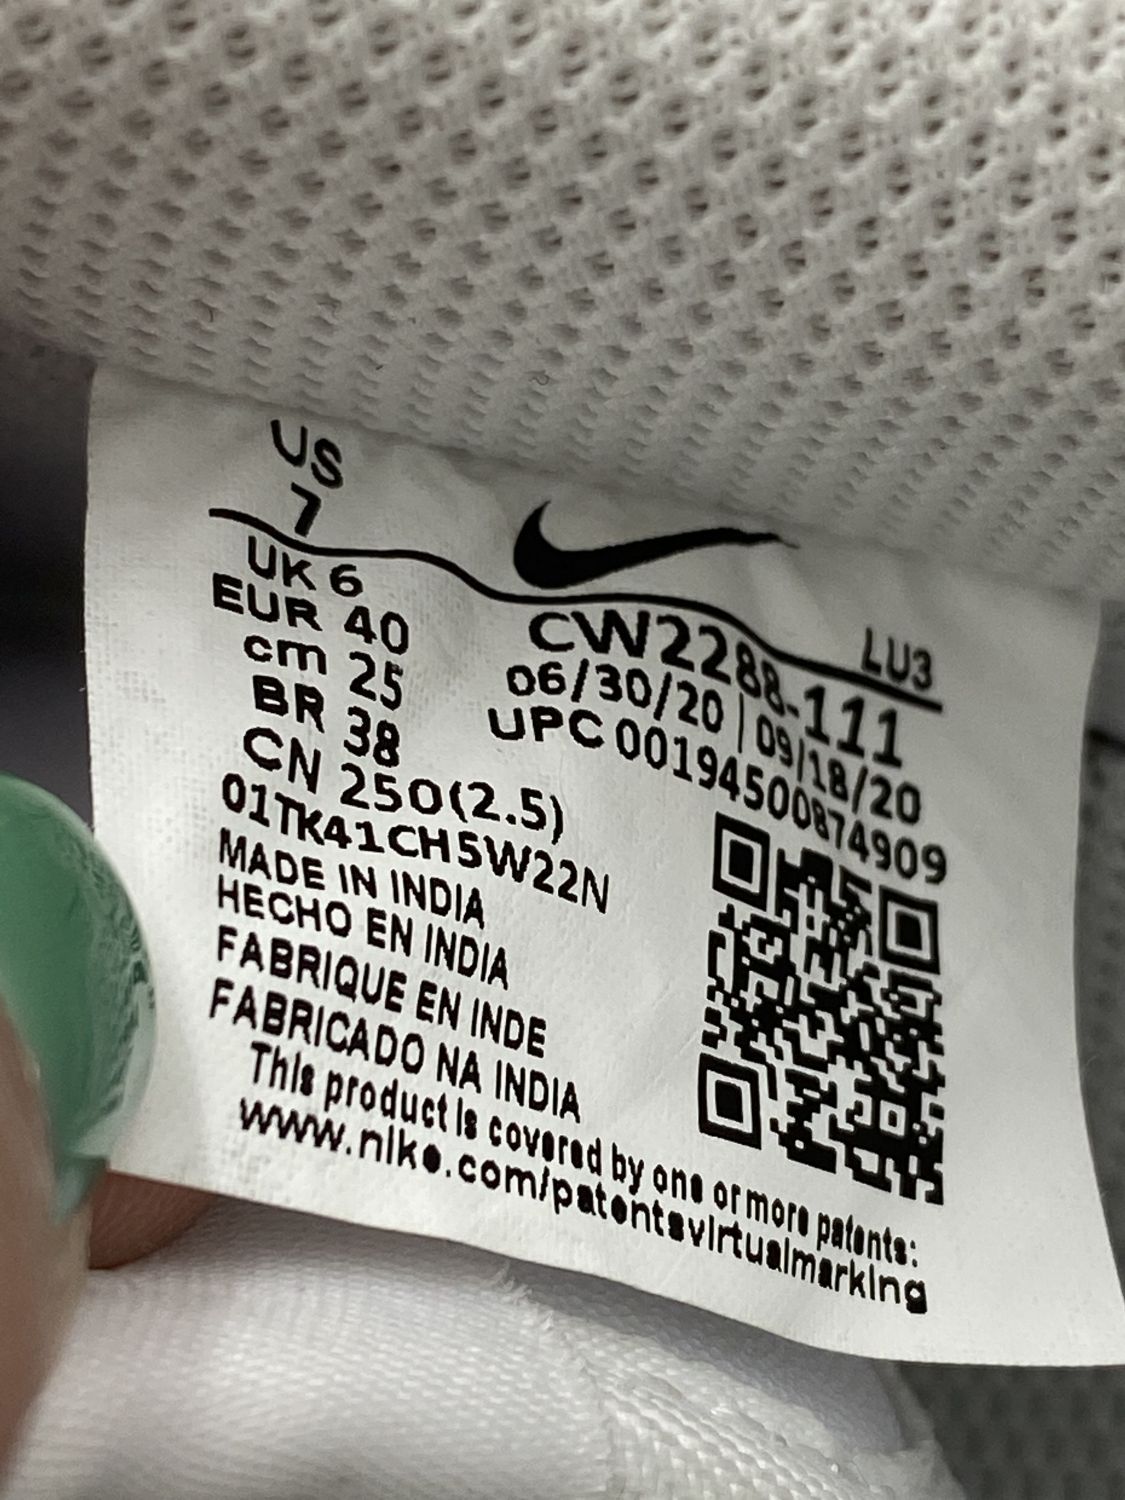 US
7
UK 6
EUR 40
cm 25
BR 38
CN 250(2.5)
LU3
CW2288-111
06/30/20 | 09/18/20
UPC 00194500874909
01TK41CH5W22N
MADE IN INDIA
HECHO EN INDIA
FABRIQUE EN INDE
FABRICADO NA INDIA
This product is covered by one or more patents:
www.nike.com/patentsvirtualmarking